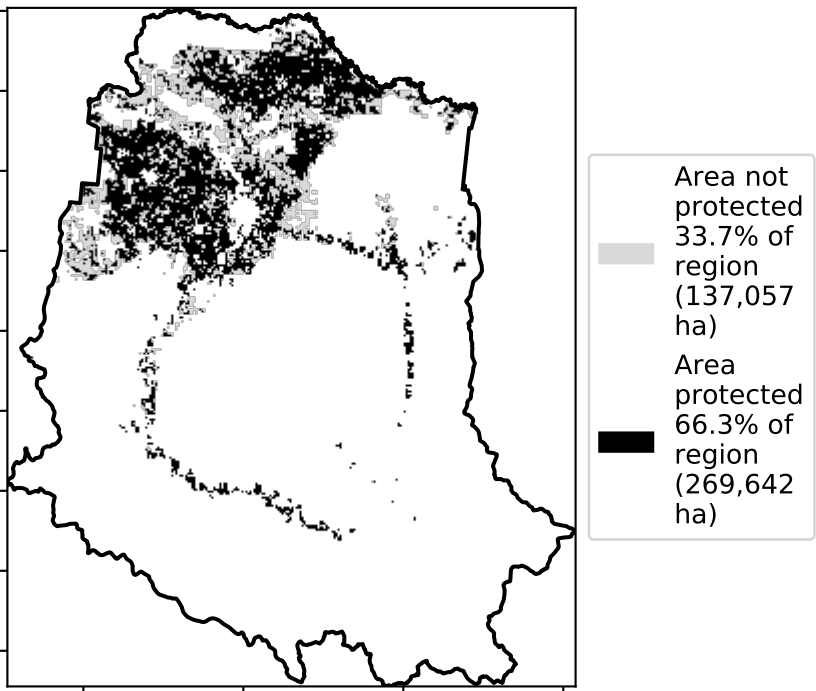 Area not
protected
33.7% of
region
(137,057
ha)
Area
protected
66.3% of
region
(269,642
ha)